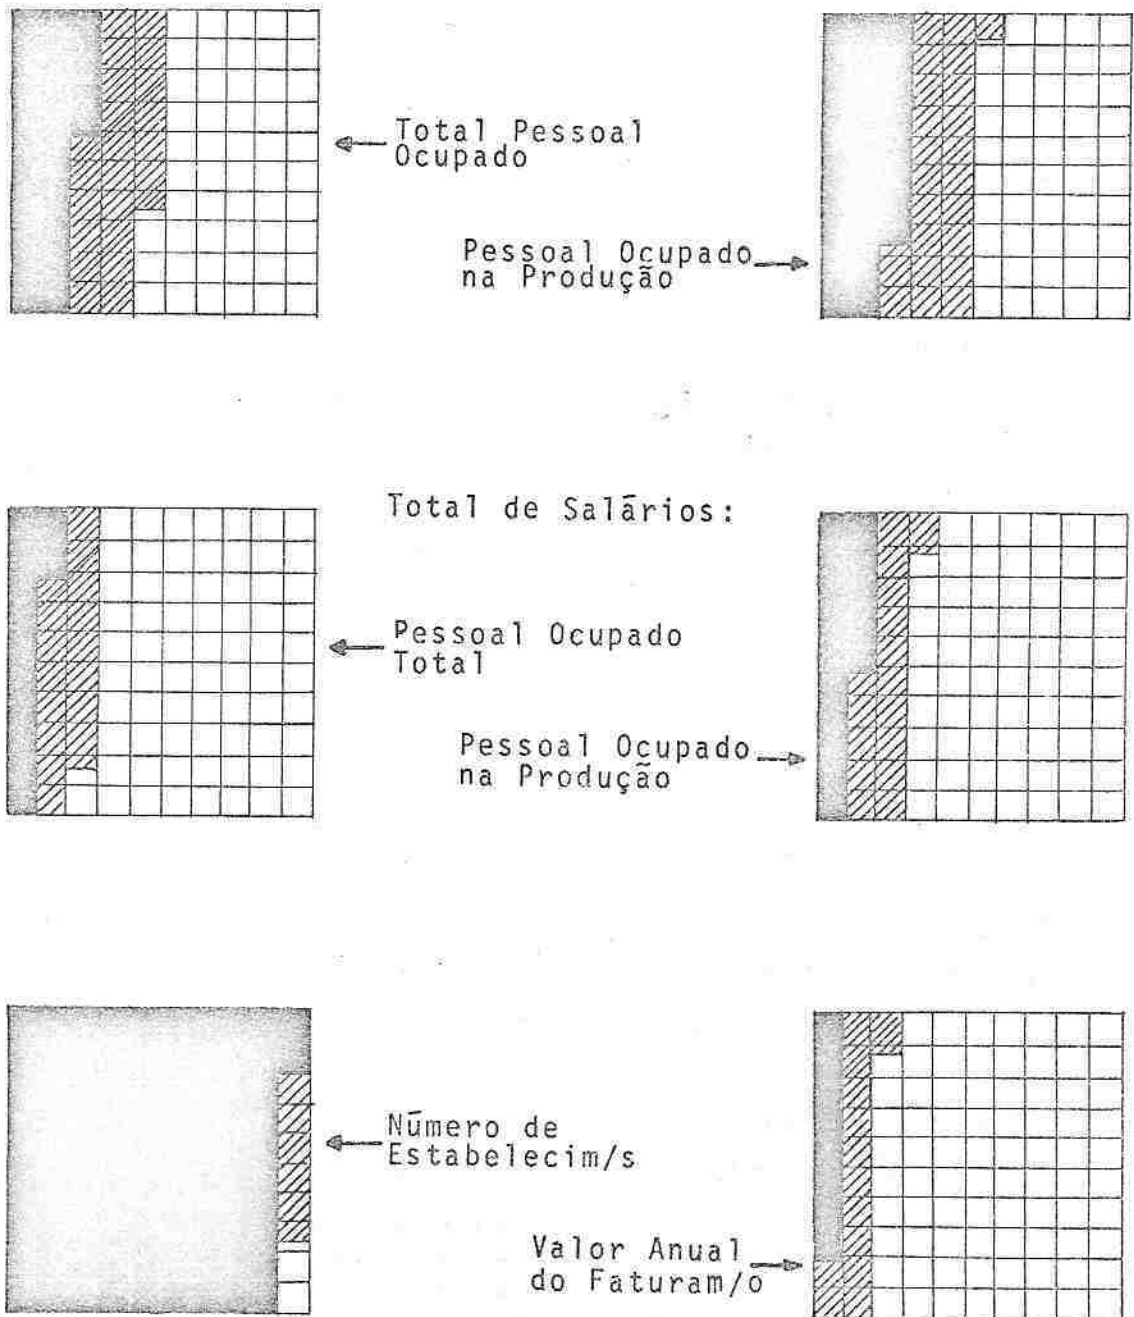 Total Pessoal
Ocupado
Pessoal Ocupado
na Produção
Total de Salários:
Pessoal Ocupado
Total
Pessoal Ocupado
na Produção
Número de
Estabelecim/s
Valor Anual
do Faturam/o